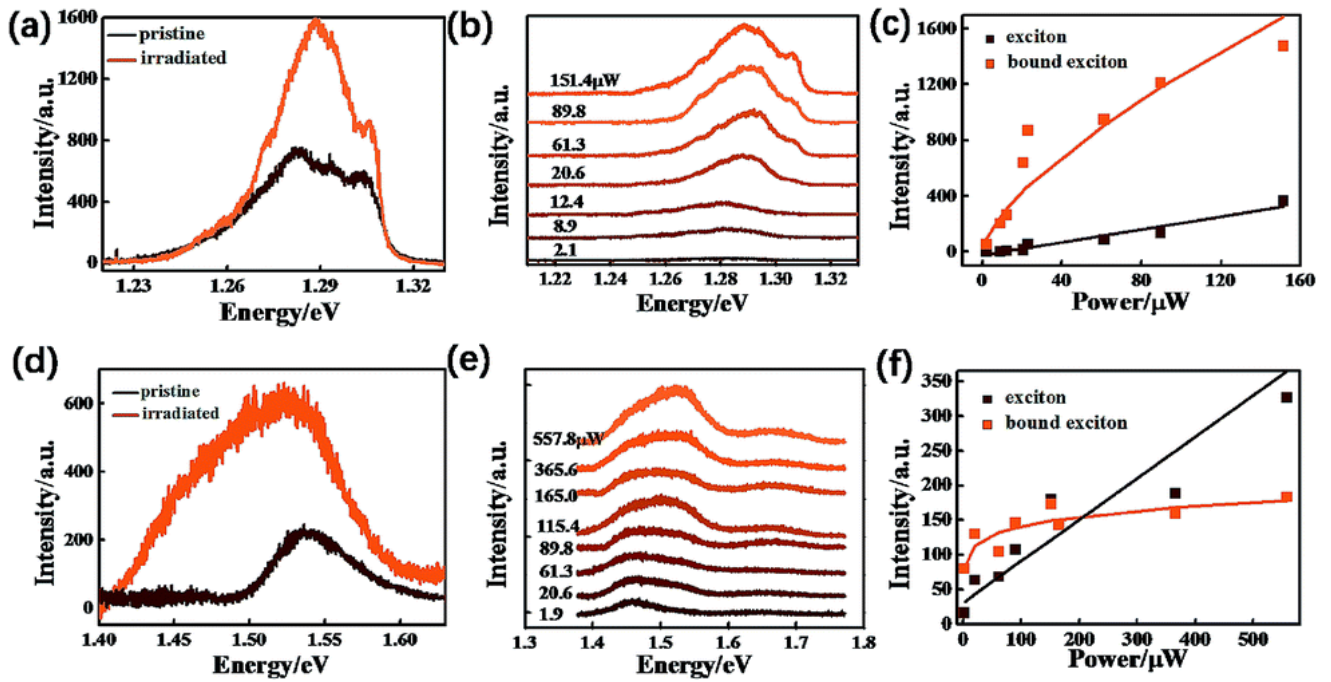 (a)
pristine
irradiated
Intensity/a.u.
1600
1200
800
400
0
1.23
1.26
1.29
1.32
Energy/eV
(b)
Intensity/a.u.
151.4μW
89.8
61.3
20.6
12.4
8.9
2.1
1.22
1.24
1.26
1.28
1.30
1.32
Energy/eV
(c)
exciton
bound exciton
Intensity/a.u.
1600
1200
800
400
0
0
40
80
120
160
Power/μW
(d)
pristine
irradiated
Intensity/a.u.
600
400
200
0
1.40
1.45
1.50
1.55
1.60
Energy/eV
(e)
Intensity/a.u.
557.8μW
365.6
165.0
115.4
89.8
61.3
20.6
1.9
1.3
1.4
1.5
1.6
1.7
1.8
Energy/eV
(f)
exciton
bound exciton
Intensity/a.u.
350
300
250
200
150
100
50
0
0
100
200
300
400
500
Power/μW